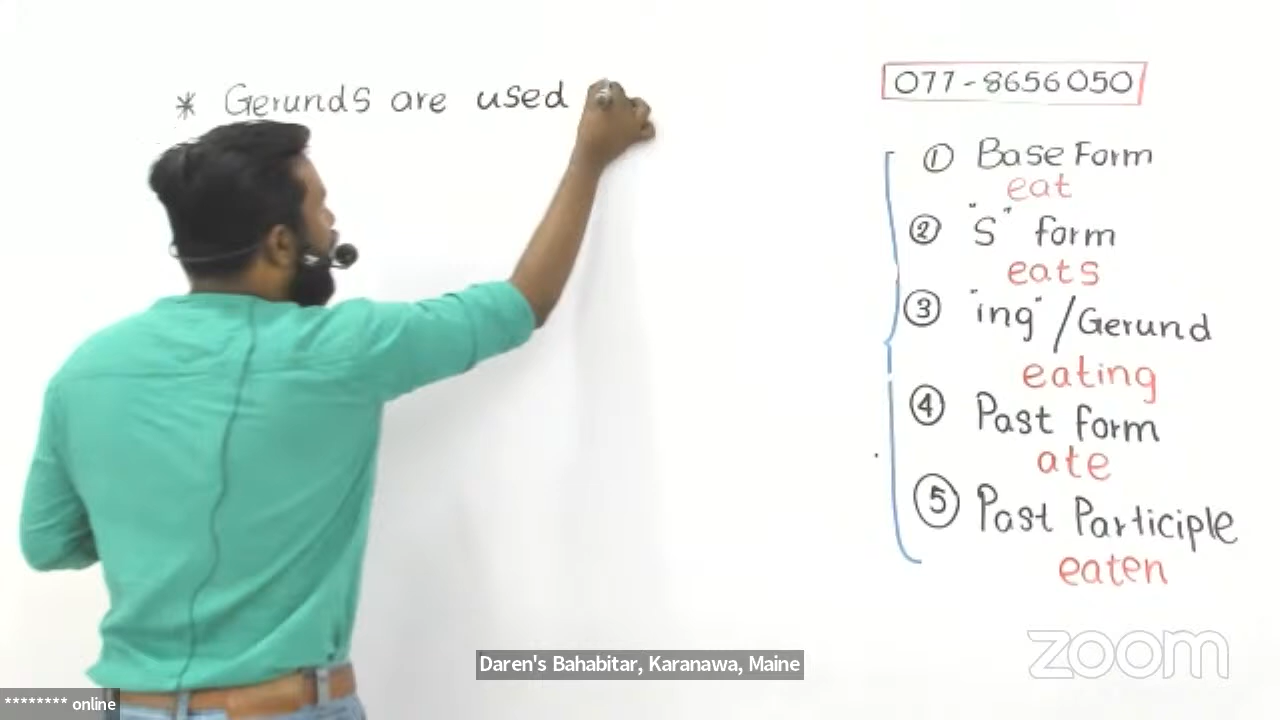 * Gerunds are used
077-8656050
① Base Form
eat
② "S" form
eats
③ "ing" / Gerund
eating
④ Past form
ate
⑤ Past Participle
eaten
zoom
Daren's Bahabitar, Karanawa, Maine
******** online